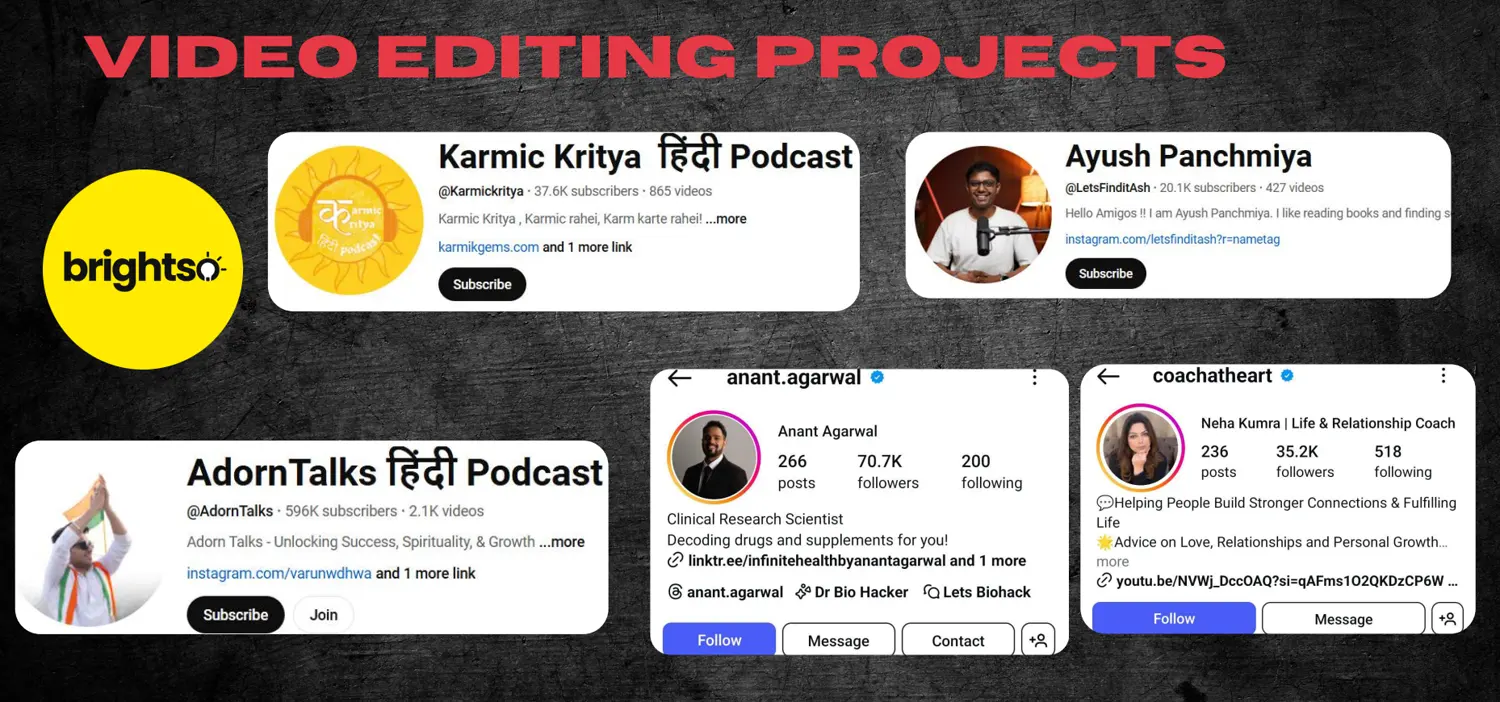 VIDEO EDITING PROJECTS
brightso
Karmic Kritya हिंदी Podcast
@Karmickritya · 37.6K subscribers · 865 videos
Karmic Kritya , Karmic rahei, Karm karte rahei! ...more
karmikgems.com and 1 more link
Subscribe
कarmic
kritya
हिंदी podcast
Ayush Panchmiya
@LetsFinditAsh · 20.1K subscribers · 427 videos
Hello Amigos !! I am Ayush Panchmiya. I like reading books and finding s
instagram.com/letsfinditash?r=nametag
Subscribe
AdornTalks हिंदी Podcast
@AdornTalks · 596K subscribers · 2.1K videos
Adorn Talks - Unlocking Success, Spirituality, & Growth ...more
instagram.com/varunwdhwa and 1 more link
Subscribe Join
anant.agarwal
Anant Agarwal
266 70.7K 200
posts followers following
Clinical Research Scientist
Decoding drugs and supplements for you!
linktr.ee/infinitehealthbyanantagarwal and 1 more
anant.agarwal Dr Bio Hacker Lets Biohack
Follow Message Contact
coachatheart
Neha Kumra | Life & Relationship Coach
236 35.2K 518
posts followers following
💬Helping People Build Stronger Connections & Fulfilling
Life
🌟Advice on Love, Relationships and Personal Growth...
more
youtu.be/NVWj_DccOAQ?si=qAFms1O2QKDzCP6W ...
Follow Message